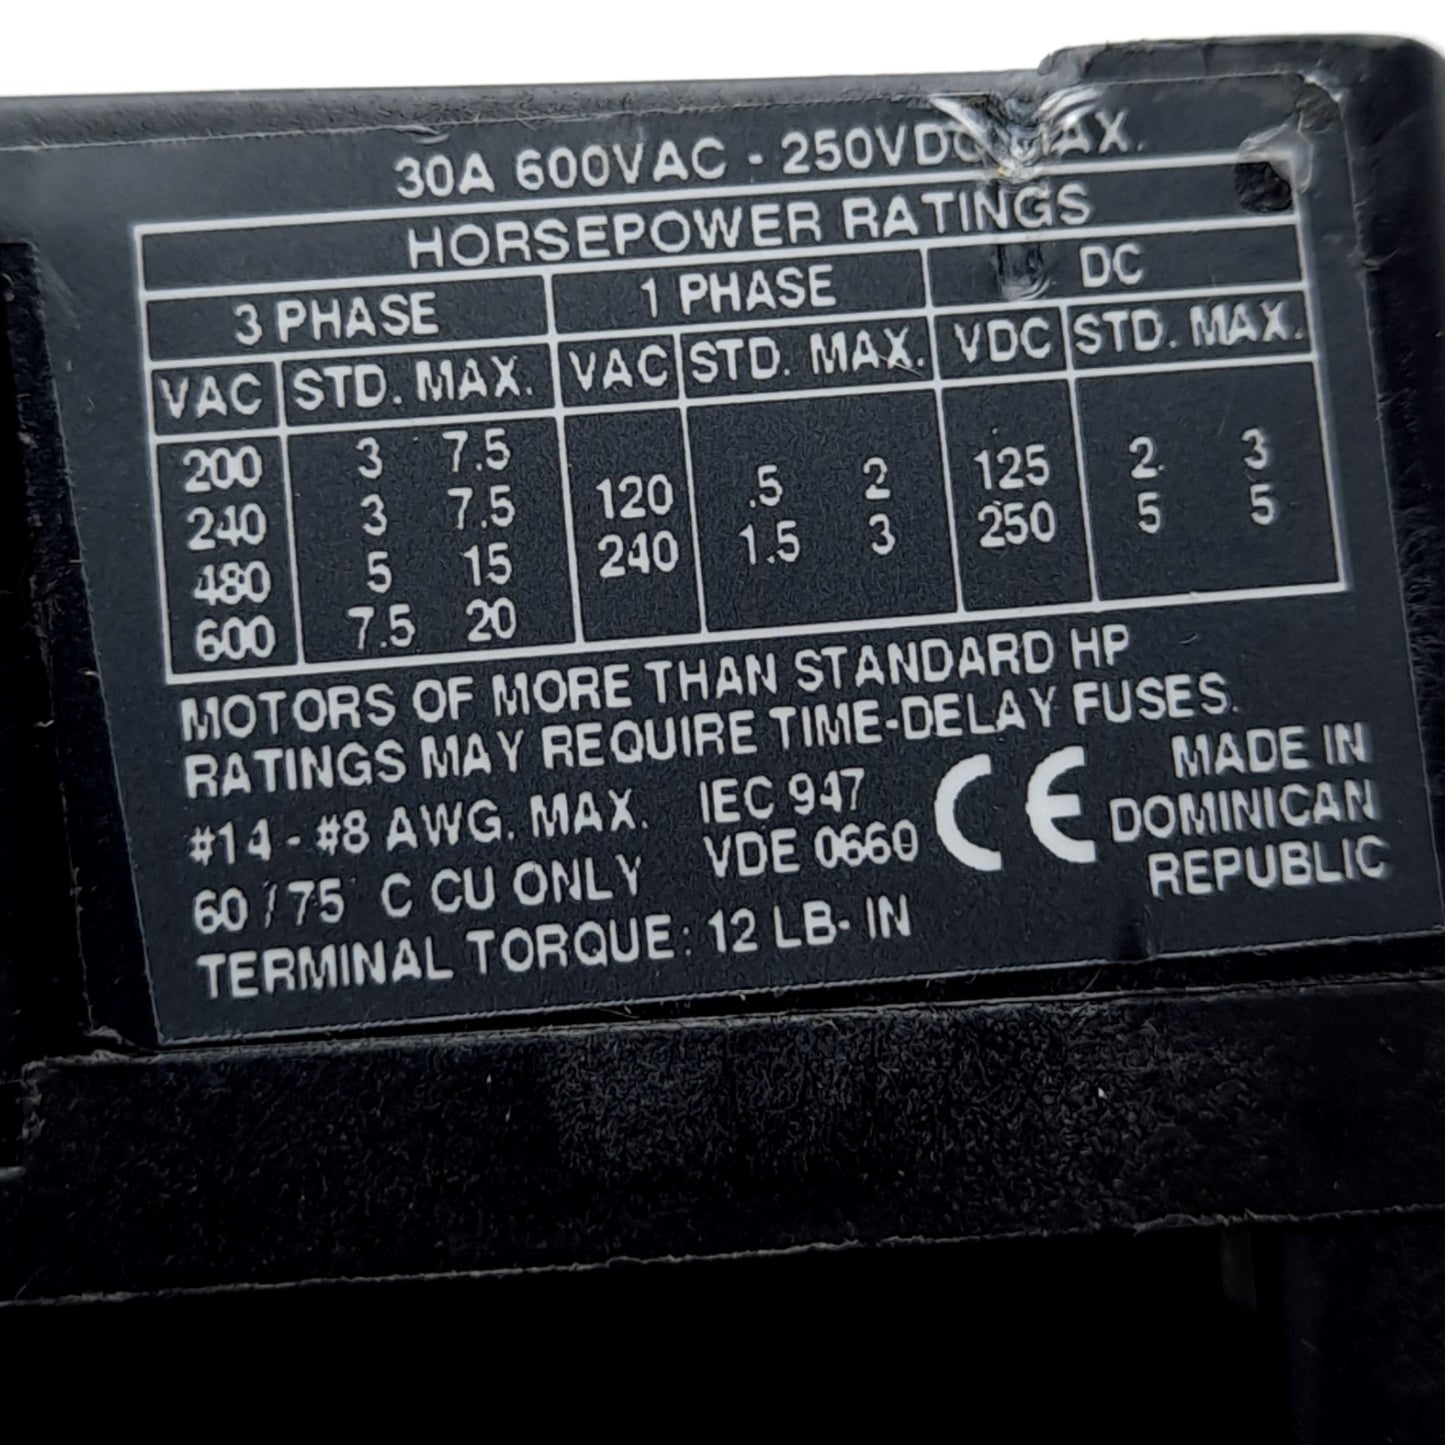 30A 600VAC - 250VDC MAX.
HORSEPOWER RATINGS
3 PHASE 1 PHASE DC
VAC STD. MAX. VAC STD. MAX. VDC STD. MAX.
200 3 7.5
240 3 7.5 120 .5 2 125 2 3
480 5 15 240 1.5 3 250 5 5
600 7.5 20
MOTORS OF MORE THAN STANDARD HP
RATINGS MAY REQUIRE TIME-DELAY FUSES.
#14 - #8 AWG. MAX. IEC 947 CE MADE IN
60 / 75 C CU ONLY VDE 0660 DOMINICAN
TERMINAL TORQUE: 12 LB- IN REPUBLIC